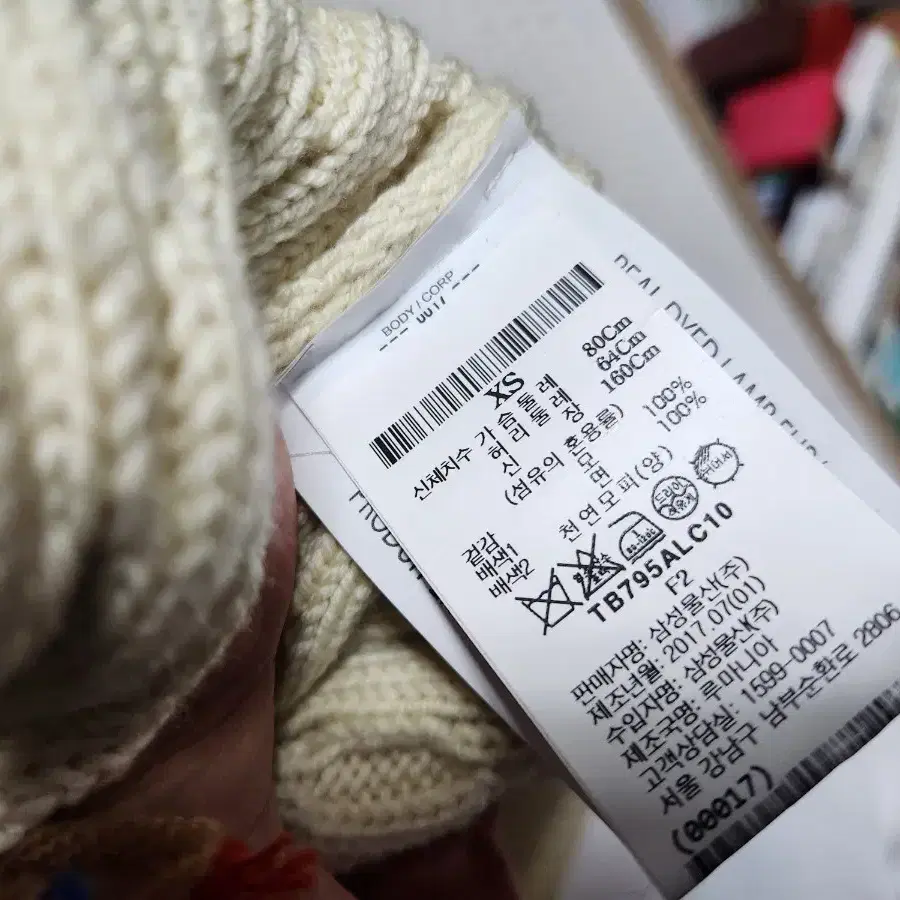 BODY/CORP
--- 0017 ---
XS
신체치수 가슴둘레 80Cm
허리둘레 64Cm
신장 160Cm
(섬유의 혼용률)
겉감 모 100%
배색1 면 100%
배색2 천연모피(양)
드라이
TB795ALC10
F2
판매자명: 삼성물산(주)
제조년월: 2017.07(01)
수입자명: 삼성물산(주)
제조국명: 루마니아
고객상담실: 1599-0007
서울 강남구 남부순환로 2806
(00017)